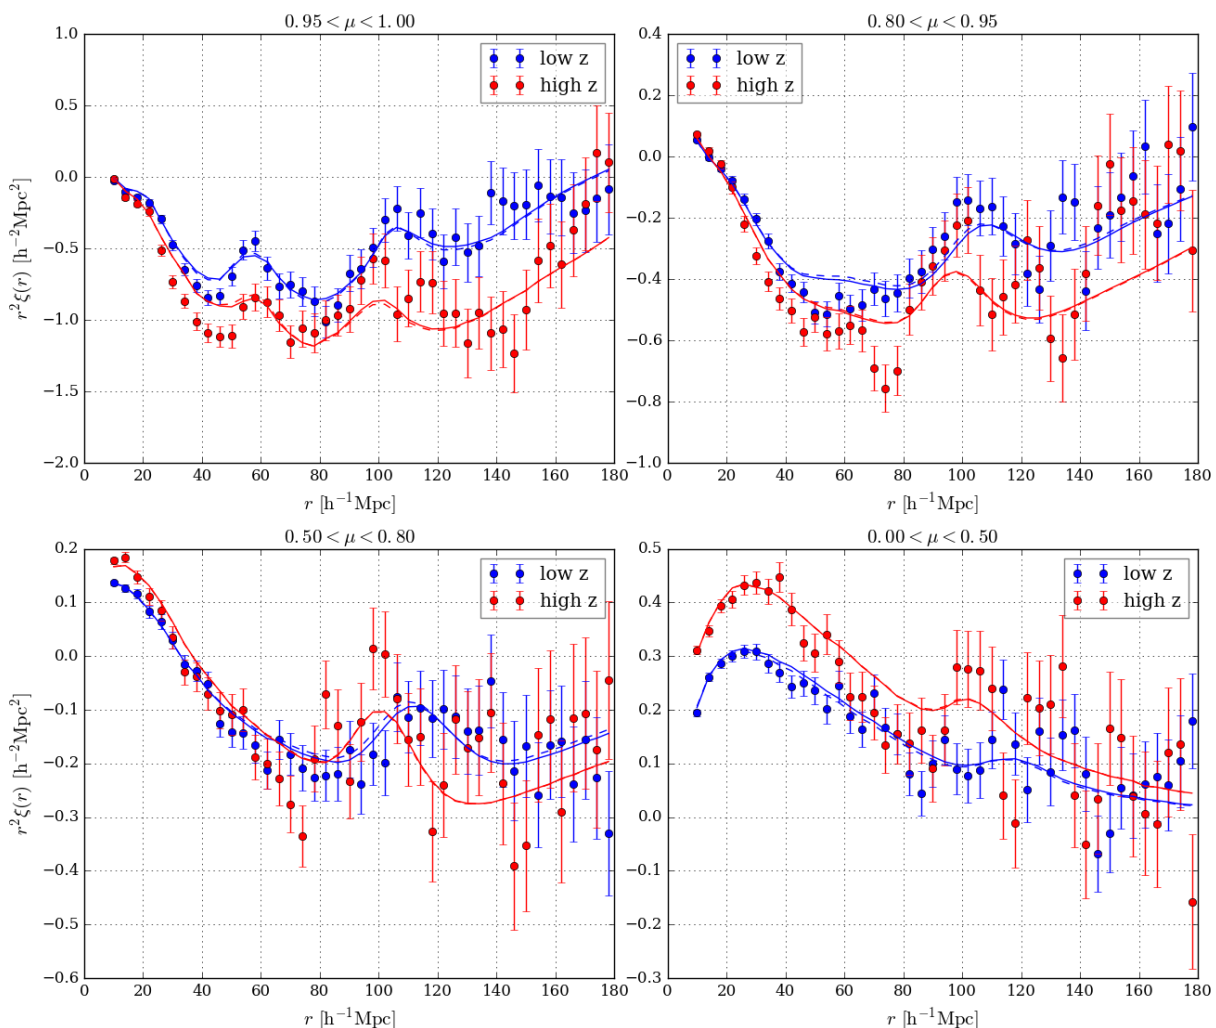 0.95 < μ < 1.00
1.0
0.5
0.0
−0.5
−1.0
−1.5
−2.0
r²ξ(r) [h⁻²Mpc²]
low z
high z
0 20 40 60 80 100 120 140 160 180
r [h⁻¹Mpc]
0.80 < μ < 0.95
0.4
0.2
0.0
−0.2
−0.4
−0.6
−0.8
−1.0
low z
high z
0 20 40 60 80 100 120 140 160 180
r [h⁻¹Mpc]
0.50 < μ < 0.80
0.2
0.1
0.0
−0.1
−0.2
−0.3
−0.4
−0.5
−0.6
r²ξ(r) [h⁻²Mpc²]
low z
high z
0 20 40 60 80 100 120 140 160 180
r [h⁻¹Mpc]
0.00 < μ < 0.50
0.5
0.4
0.3
0.2
0.1
0.0
−0.1
−0.2
−0.3
low z
high z
0 20 40 60 80 100 120 140 160 180
r [h⁻¹Mpc]